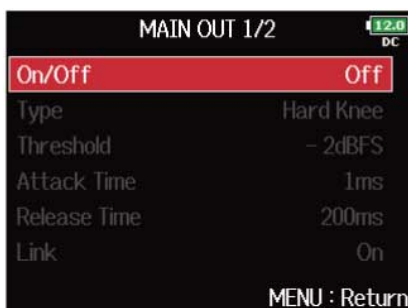 MAIN OUT 1/2
12.0
DC
On/Off Off
Type Hard Knee
Threshold - 2dBFS
Attack Time 1ms
Release Time 200ms
Link On
MENU : Return